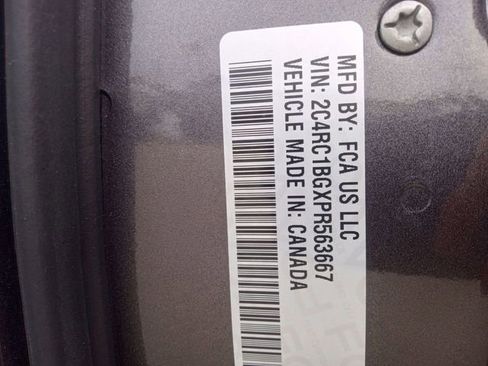 MFD BY: FCA US LLC
VIN: 2C4RC1BGXPR563667
VEHICLE MADE IN: CANADA